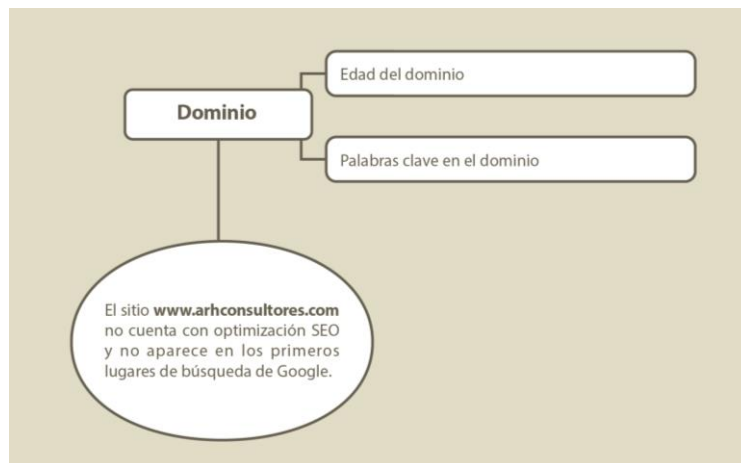 Edad del dominio
Dominio
Palabras clave en el dominio
El sitio www.arhconsultores.com
no cuenta con optimización SEO
y no aparece en los primeros
lugares de búsqueda de Google.